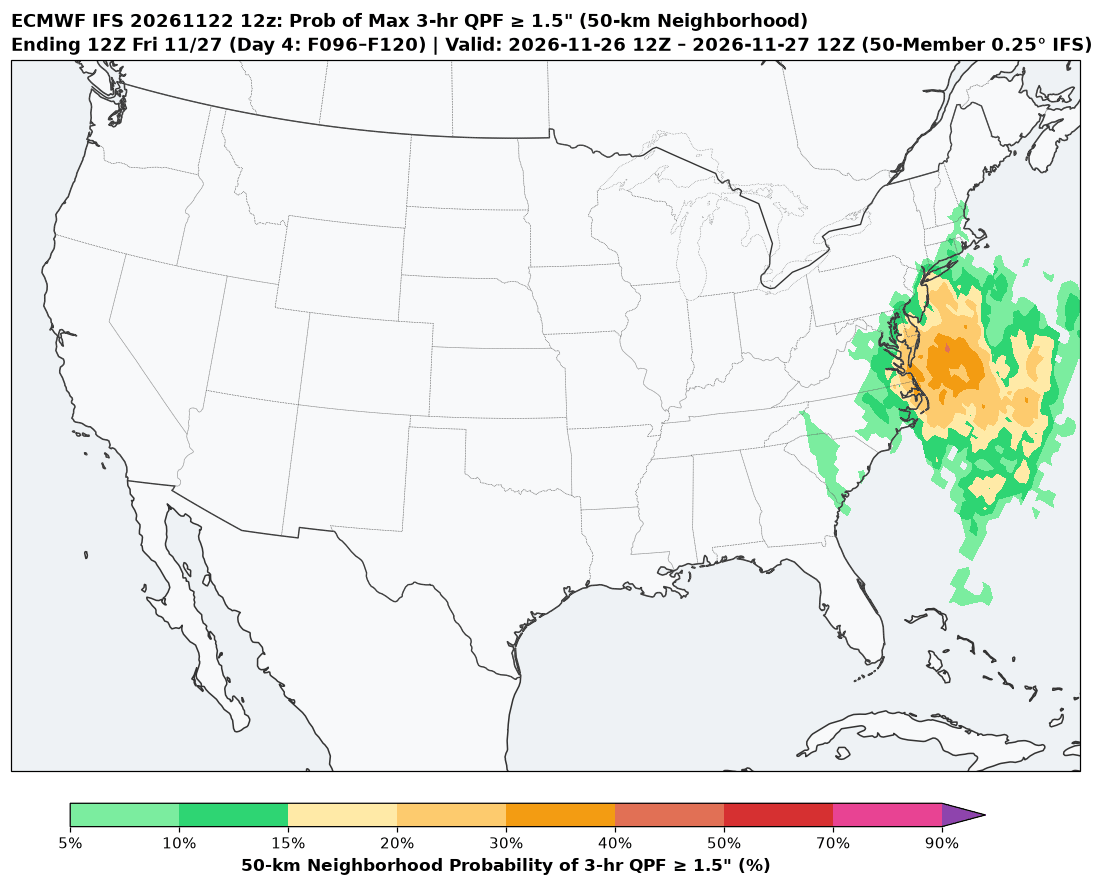 ECMWF IFS 20261122 12z: Prob of Max 3-hr QPF ≥ 1.5" (50-km Neighborhood)
Ending 12Z Fri 11/27 (Day 4: F096–F120) | Valid: 2026-11-26 12Z – 2026-11-27 12Z (50-Member 0.25° IFS)
5% 10% 15% 20% 30% 40% 50% 70% 90%
50-km Neighborhood Probability of 3-hr QPF ≥ 1.5" (%)